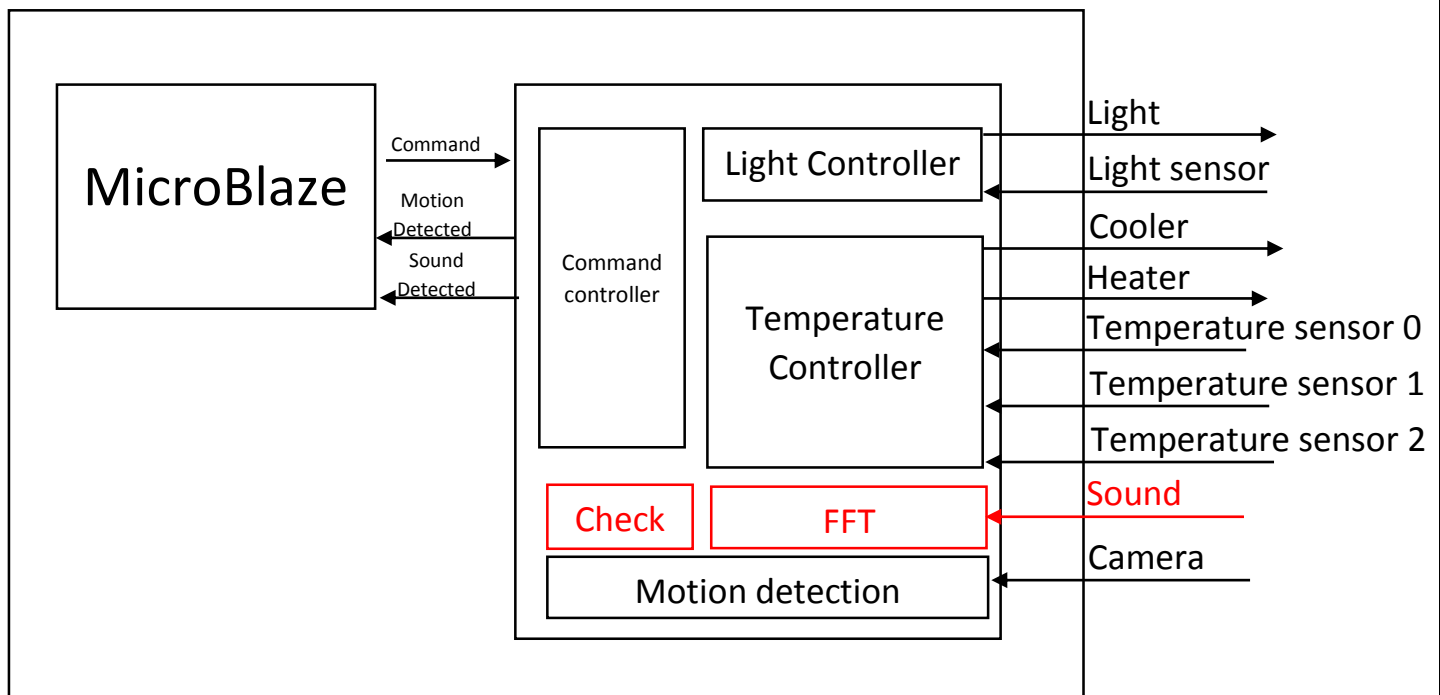 MicroBlaze
Command
Motion
Detected
Sound
Detected
Command
controller
Light Controller
Temperature
Controller
Check
FFT
Motion detection
Light
Light sensor
Cooler
Heater
Temperature sensor 0
Temperature sensor 1
Temperature sensor 2
Sound
Camera